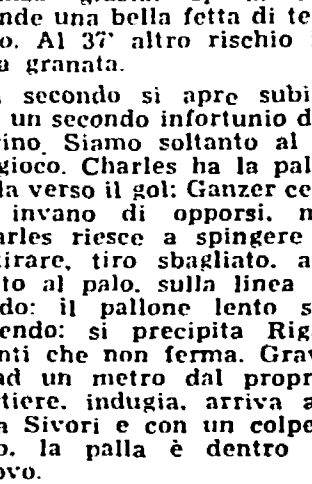 nde una bella fetta di te
o. Al 37' altro rischio
a granata.
secondo si apre subi
un secondo infortunio d
rino. Siamo soltanto al
gioco. Charles ha la pal
la verso il gol: Ganzer ce
invano di opporsi. m
arles riesce a spingere
tirare, tiro sbagliato. a
to al palo. sulla linea
do: il pallone lento s
endo: si precipita Rig
nti che non ferma. Grav
ad un metro dal propr
tiere. indugia. arriva a
a Sivori e con un colpe
o. la palla è dentro
ovo.